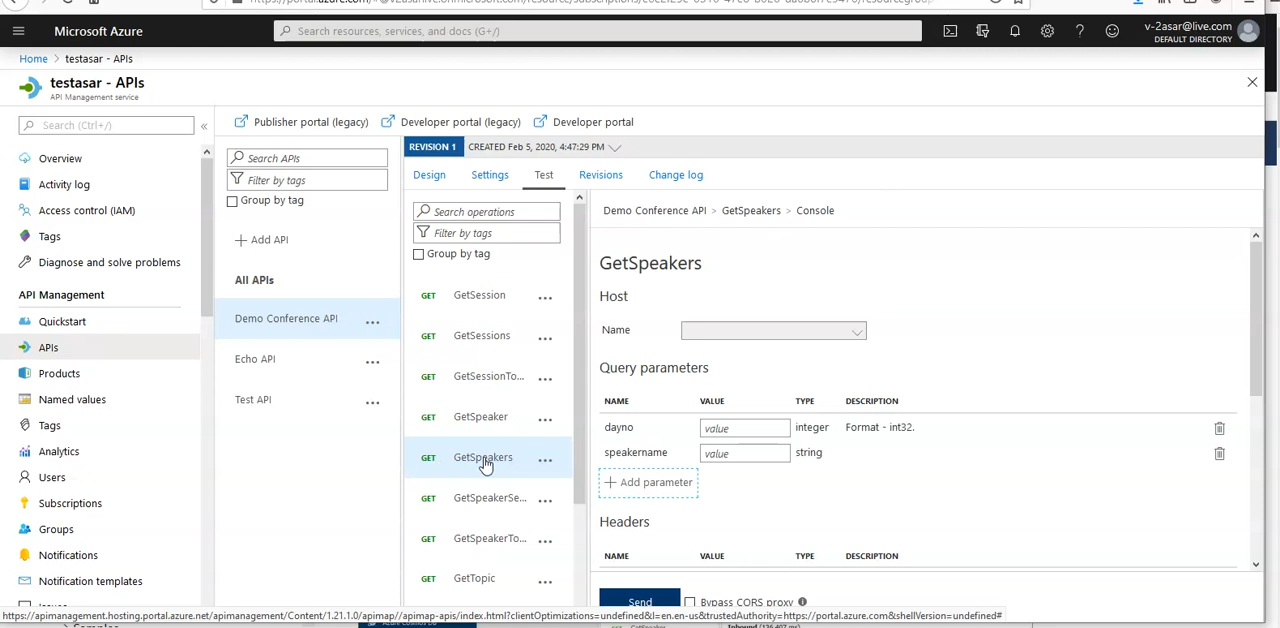 Microsoft Azure
Search resources, services, and docs (G+/)
v-2asar@live.com
DEFAULT DIRECTORY
Home > testasar - APIs
testasar - APIs
API Management service
Search (Ctrl+/)
Overview
Activity log
Access control (IAM)
Tags
Diagnose and solve problems
API Management
Quickstart
APIs
Products
Named values
Tags
Analytics
Users
Subscriptions
Groups
Notifications
Notification templates
Publisher portal (legacy)
Developer portal (legacy)
Developer portal
Search APIs
Filter by tags
Group by tag
Add API
All APIs
Demo Conference API
Echo API
Test API
REVISION 1
CREATED Feb 5, 2020, 4:47:29 PM
Design
Settings
Test
Revisions
Change log
Search operations
Filter by tags
Group by tag
GET GetSession
GET GetSessions
GET GetSessionTo...
GET GetSpeaker
GET GetSpeakers
GET GetSpeakerSe...
GET GetSpeakerTo...
GET GetTopic
Demo Conference API > GetSpeakers > Console
GetSpeakers
Host
Name
Query parameters
NAME VALUE TYPE DESCRIPTION
dayno value integer Format - int32.
speakername value string
Add parameter
Headers
NAME VALUE TYPE DESCRIPTION
Send
Bypass CORS proxy
https://apimanagement.hosting.portal.azure.net/apimanagement/Content/1.21.1.0/apimap//apimap-apis/index.html?clientOptimizations=undefined&l=en.en-us&trustedAuthority=https://portal.azure.com&shellVersion=undefined#